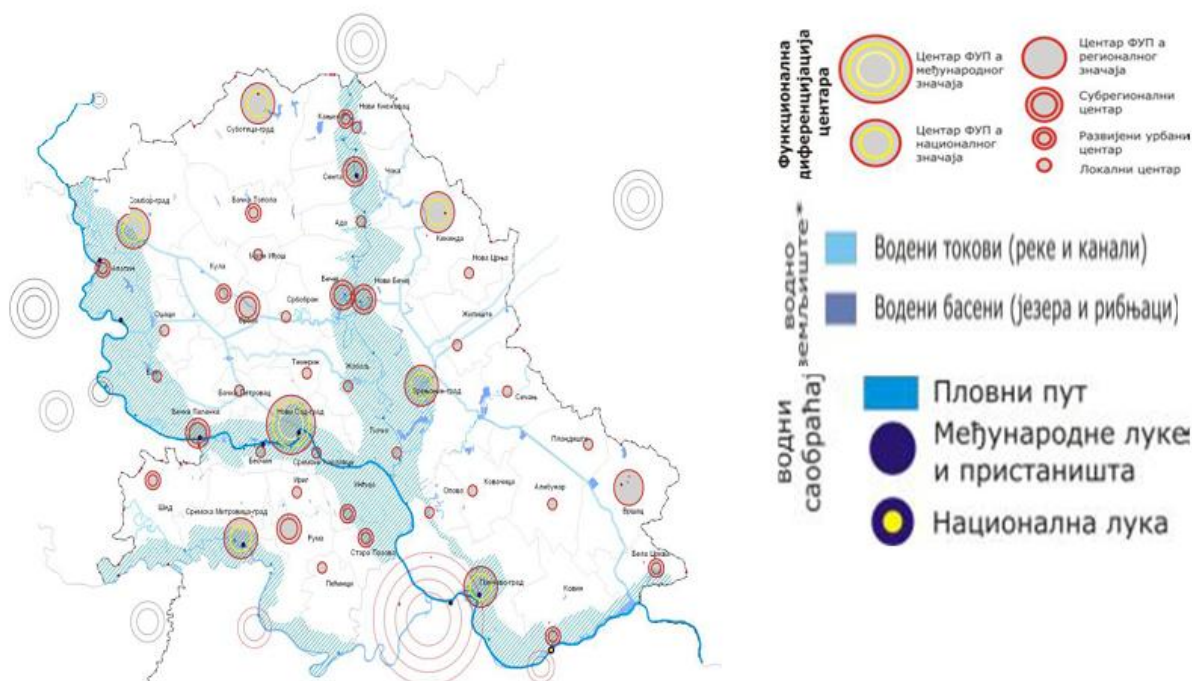 Функционална
диференцијација
центара
Центар ФУП а
међународног
значаја
Центар ФУП а
националног
значаја
Центар ФУП а
регионалног
значаја
Субрегионални
центар
Развијени урбани
центар
Локални центар
водно
земљиште*
Водени токови (реке и канали)
Водени басени (језера и рибњаци)
водни
саобраћај
Пловни пут
Међународне луке
и пристаништа
Национална лука
Суботица-град
Нови Кнежевац
Сента
Чока
Сомбор-град
Бачка Топола
Ада
Кикинда
Мали Иђош
Нова Црња
Апатин
Кула
Бечеј
Нови Бечеј
Врбас
Србобран
Оџаци
Житиште
Темерин
Жабаљ
Бач
Бачки Петровац
Зрењанин-град
Сечањ
Бачка Паланка
Нови Сад-град
Тител
Пландиште
Беочин
Сремски Карловци
Ириг
Инђија
Опово
Ковачица
Алибунар
Вршац
Шид
Сремска Митровица-град
Рума
Стара Пазова
Пећинци
Панчево-град
Ковин
Бела Црква